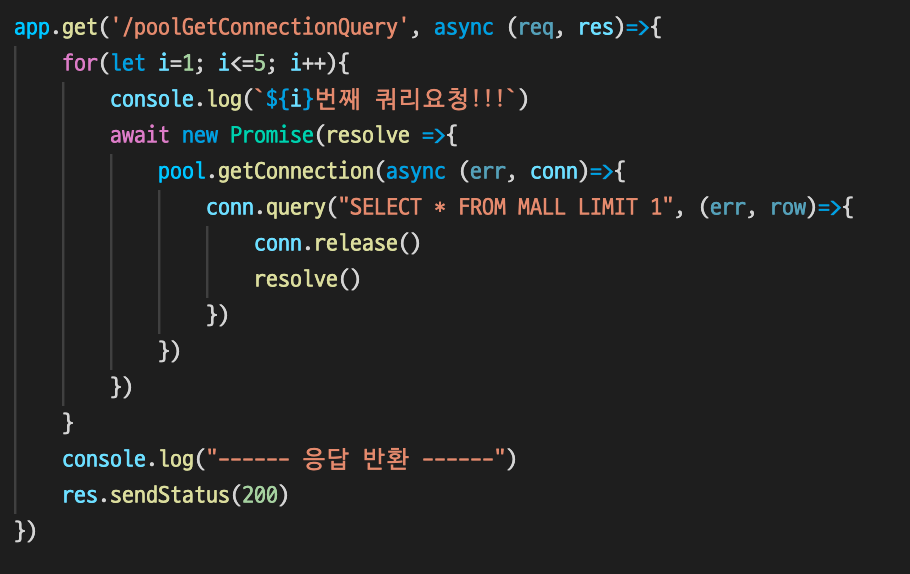 app.get('/poolGetConnectionQuery', async (req, res)=>{
    for(let i=1; i<=5; i++){
        console.log(`${i}번째 쿼리요청!!!`)
        await new Promise(resolve =>{
            pool.getConnection(async (err, conn)=>{
                conn.query("SELECT * FROM MALL LIMIT 1", (err, row)=>{
                    conn.release()
                    resolve()
                })
            })
        })
    }
    console.log("------ 응답 반환 ------")
    res.sendStatus(200)
})